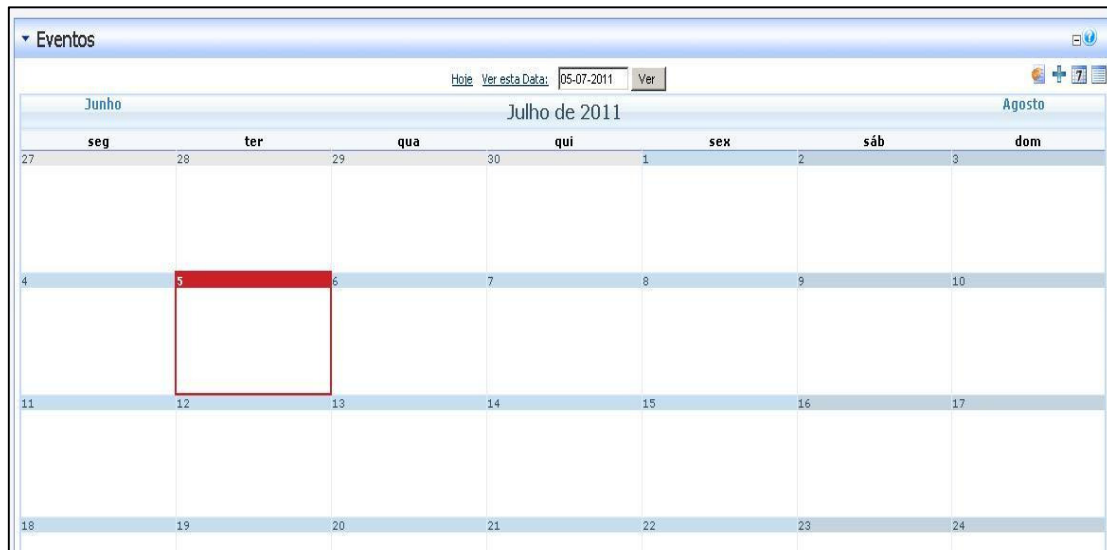 Eventos
Hoje Ver esta Data: 05-07-2011 Ver
7
Junho Julho de 2011 Agosto
seg ter qua qui sex sáb dom
27 28 29 30 1 2 3
4 5 6 7 8 9 10
11 12 13 14 15 16 17
18 19 20 21 22 23 24